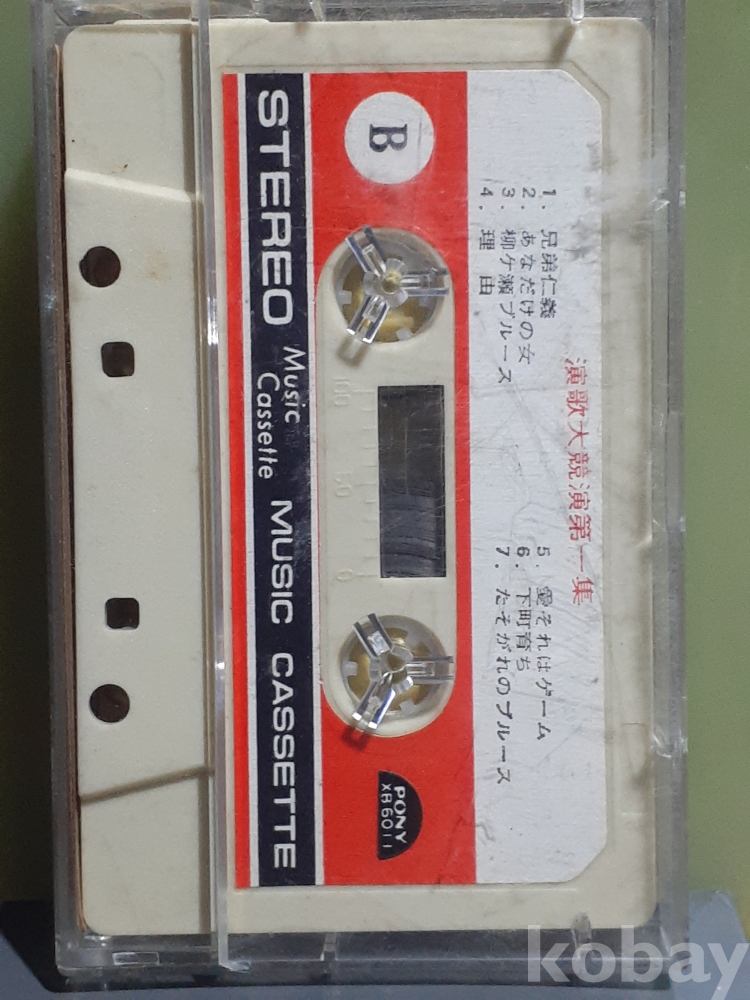 演歌大競演第一集
1. 兄弟仁義
2. あなだけの女
3. 柳ケ瀬ブルース
4. 理由
5. 愛それはゲーム
6. 下町育ち
7. たそがれのブルース
B
100
50
0
PONY
XR6011
STEREO
Music
Cassette
MUSIC CASSETTE
kobay